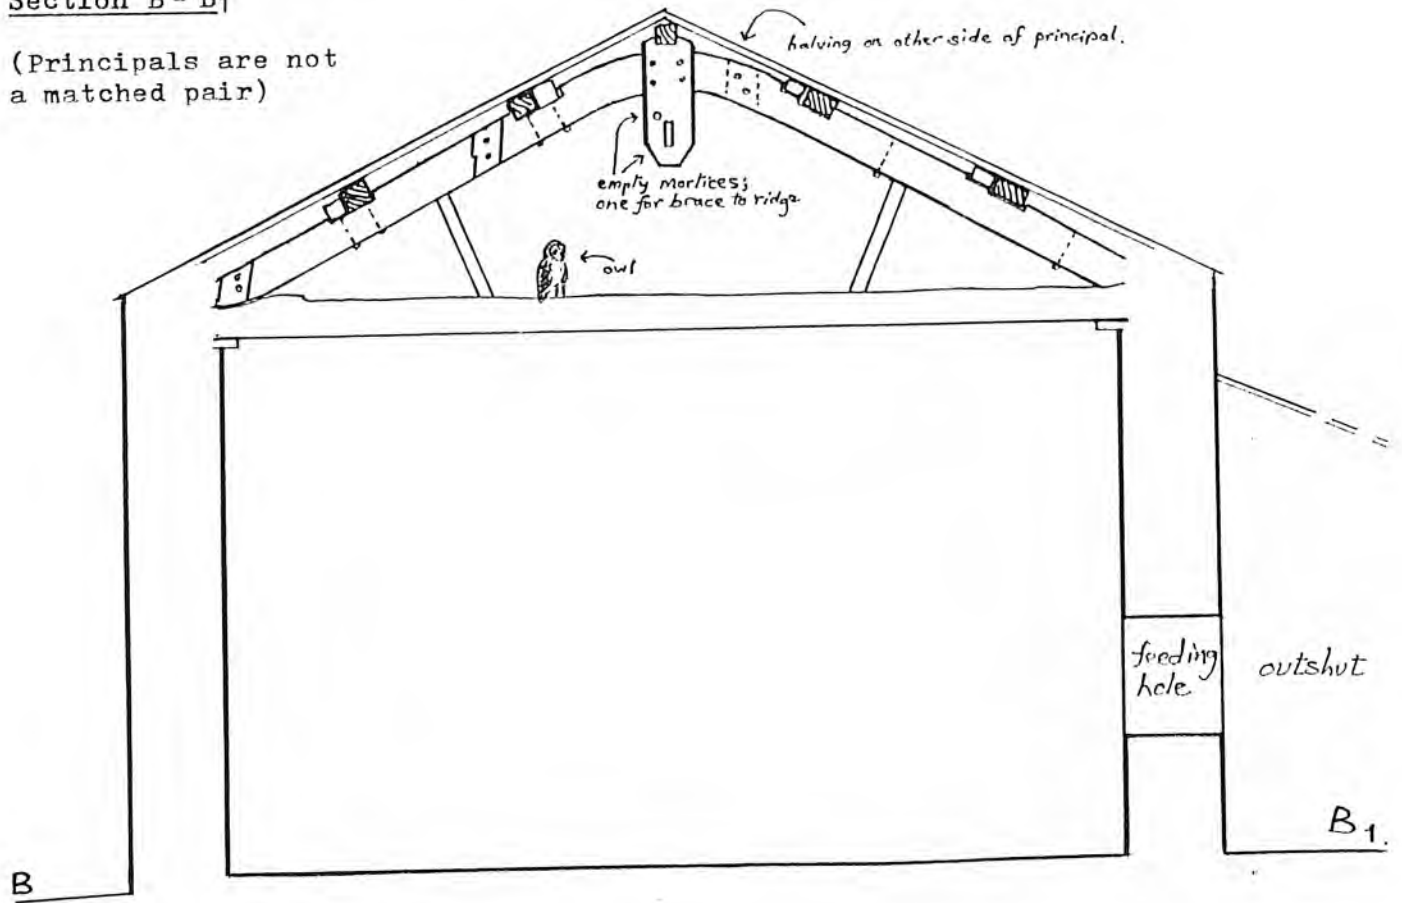 Section B - B1
(Principals are not
a matched pair)
halving on other side of principal.
empty mortices;
one for brace to ridge
owl
feeding
hole
outshut
B
B1.